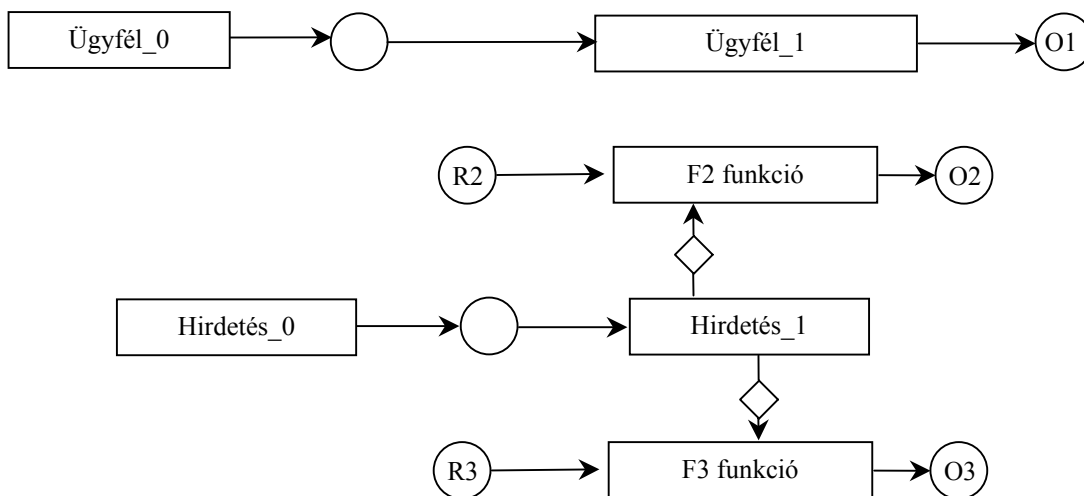 Ügyfél_0
Ügyfél_1
O1
R2
F2 funkció
O2
Hirdetés_0
Hirdetés_1
R3
F3 funkció
O3